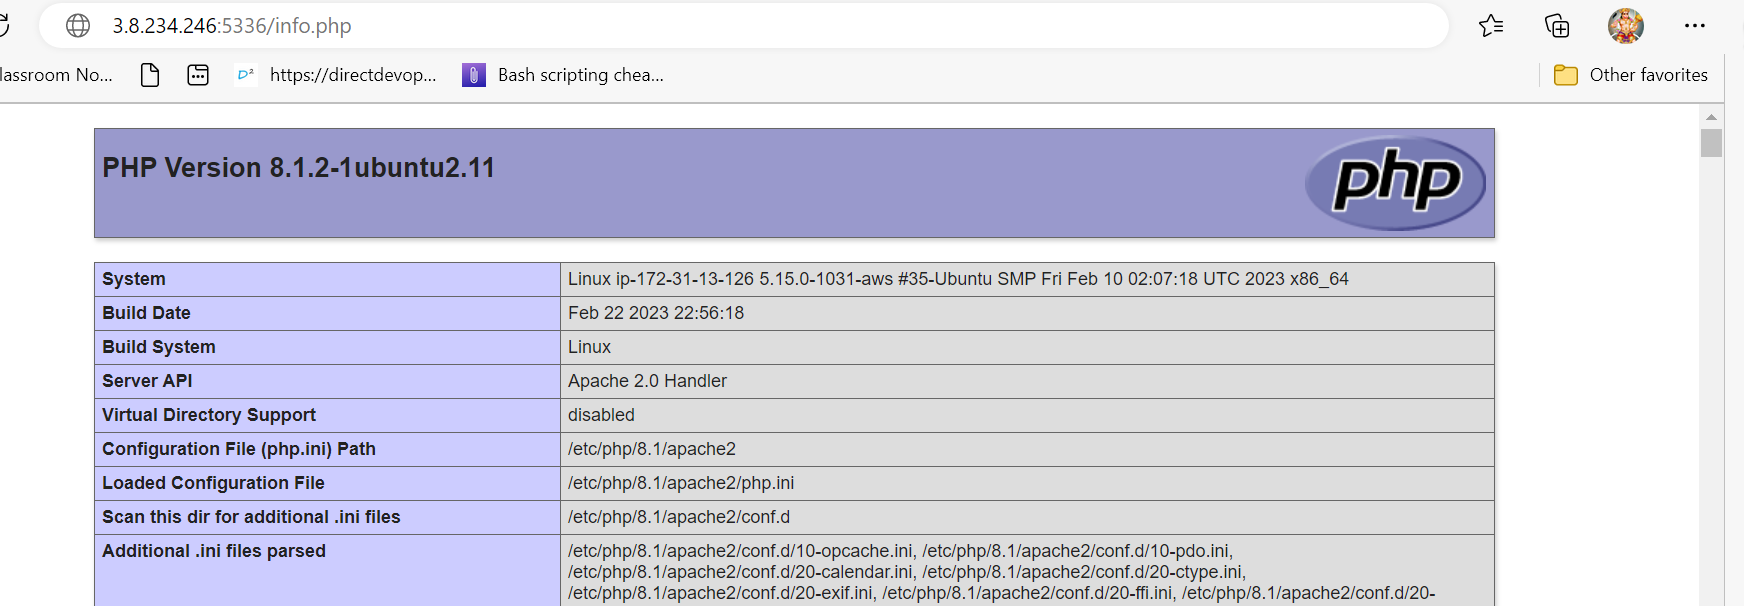 3.8.234.246:5336/info.php
lassroom No... D² https://directdevop... Bash scripting chea... Other favorites
PHP Version 8.1.2-1ubuntu2.11
php
System Linux ip-172-31-13-126 5.15.0-1031-aws #35-Ubuntu SMP Fri Feb 10 02:07:18 UTC 2023 x86_64
Build Date Feb 22 2023 22:56:18
Build System Linux
Server API Apache 2.0 Handler
Virtual Directory Support disabled
Configuration File (php.ini) Path /etc/php/8.1/apache2
Loaded Configuration File /etc/php/8.1/apache2/php.ini
Scan this dir for additional .ini files /etc/php/8.1/apache2/conf.d
Additional .ini files parsed /etc/php/8.1/apache2/conf.d/10-opcache.ini, /etc/php/8.1/apache2/conf.d/10-pdo.ini,
/etc/php/8.1/apache2/conf.d/20-calendar.ini, /etc/php/8.1/apache2/conf.d/20-ctype.ini,
/etc/php/8.1/apache2/conf.d/20-exif.ini, /etc/php/8.1/apache2/conf.d/20-ffi.ini, /etc/php/8.1/apache2/conf.d/20-